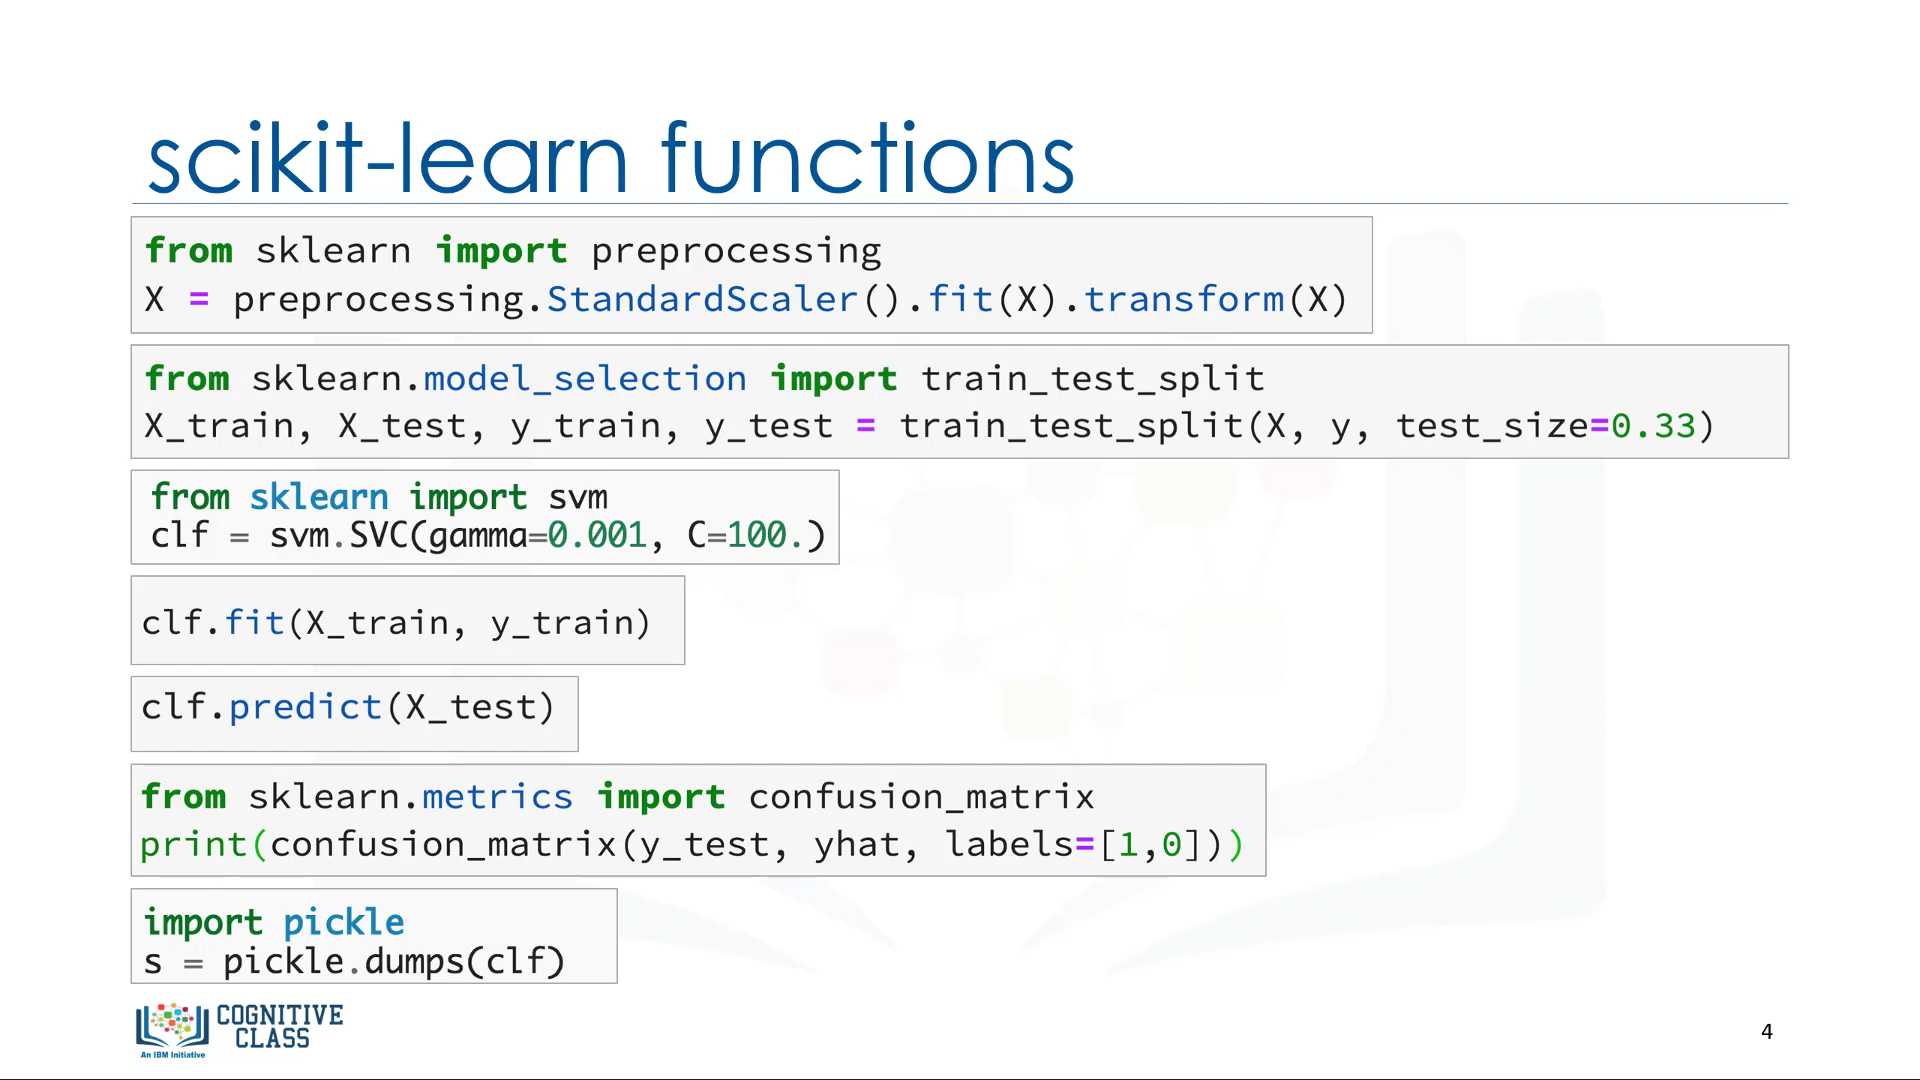 scikit-learn functions
from sklearn import preprocessing
X = preprocessing.StandardScaler().fit(X).transform(X)
from sklearn.model_selection import train_test_split
X_train, X_test, y_train, y_test = train_test_split(X, y, test_size=0.33)
from sklearn import svm
clf = svm.SVC(gamma=0.001, C=100.)
clf.fit(X_train, y_train)
clf.predict(X_test)
from sklearn.metrics import confusion_matrix
print(confusion_matrix(y_test, yhat, labels=[1,0]))
import pickle
s = pickle.dumps(clf)
COGNITIVE
CLASS
An IBM Initiative
4